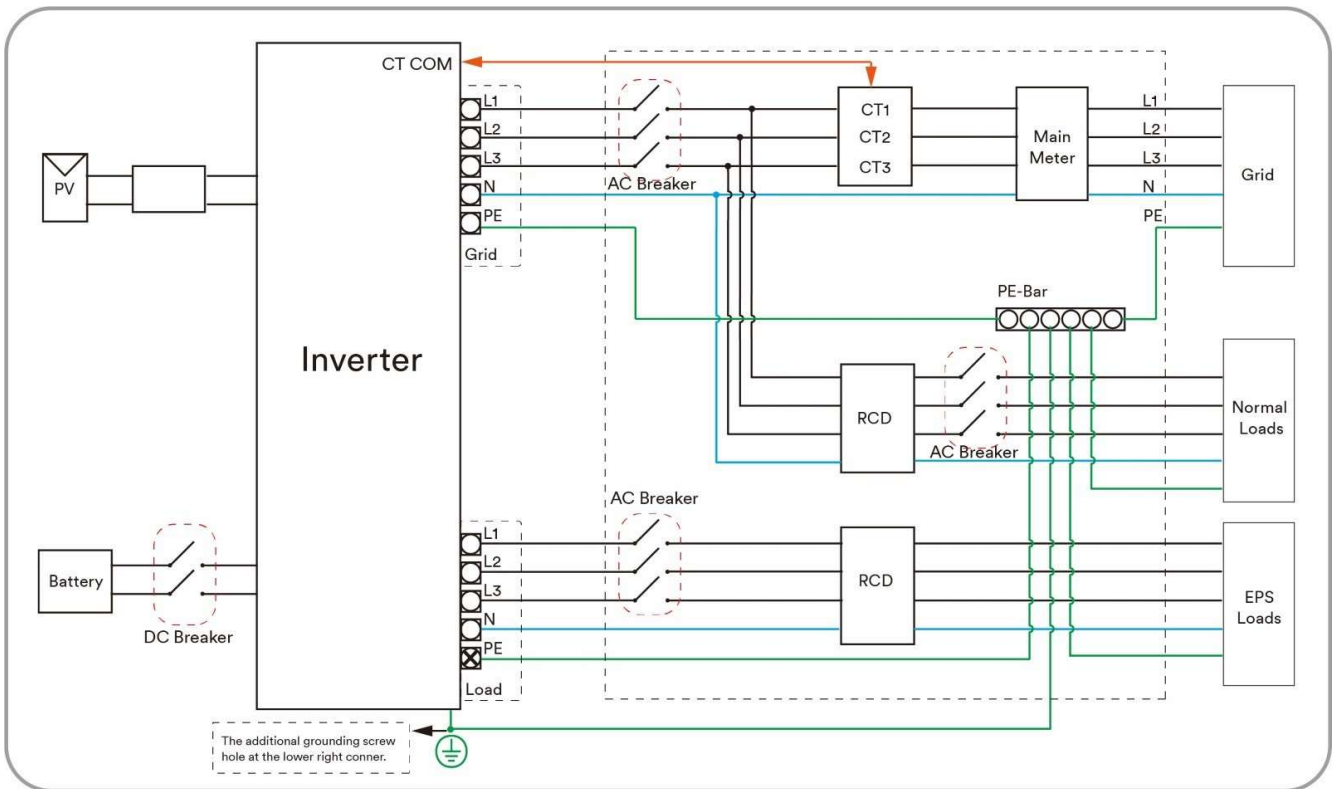 CT COM
L1
L2
L3
N
PE
Grid
AC Breaker
CT1
CT2
CT3
Main
Meter
L1
L2
L3
N
PE
Grid
PV
Inverter
PE-Bar
RCD
AC Breaker
Normal
Loads
Battery
DC Breaker
L1
L2
L3
N
PE
Load
AC Breaker
RCD
EPS
Loads
The additional grounding screw
hole at the lower right conner.